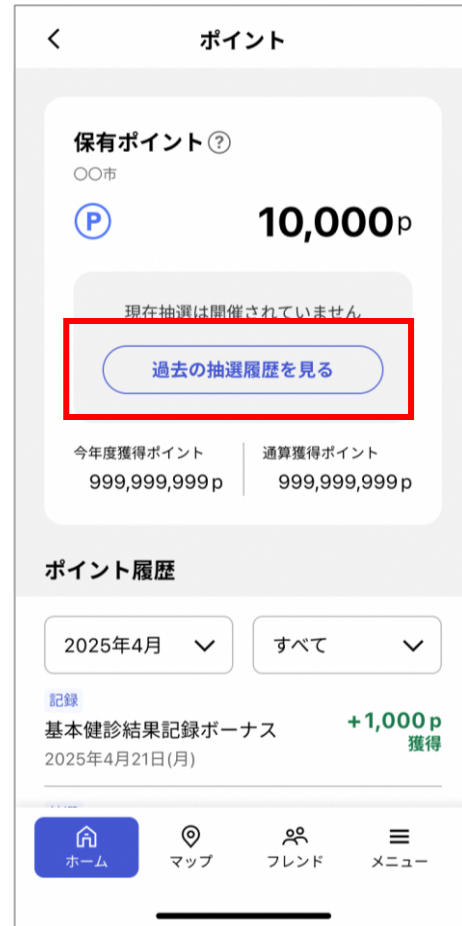 ポイント
保有ポイント?
〇〇市
P
10,000p
現在抽選は開催されていません
過去の抽選履歴を見る
今年度獲得ポイント 通算獲得ポイント
999,999,999p 999,999,999p
ポイント履歴
2025年4月 すべて
記録
基本健診結果記録ボーナス +1,000p
獲得
2025年4月21日(月)
ホーム マップ フレンド メニュー